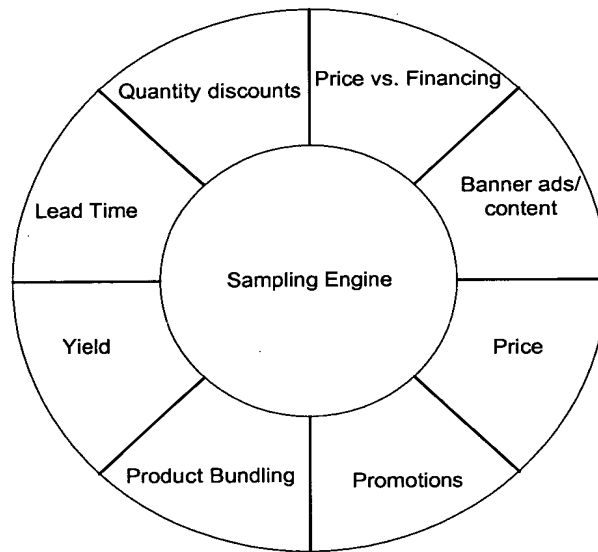 Quantity discounts
Price vs. Financing
Banner ads/
content
Lead Time
Sampling Engine
Yield
Price
Product Bundling
Promotions